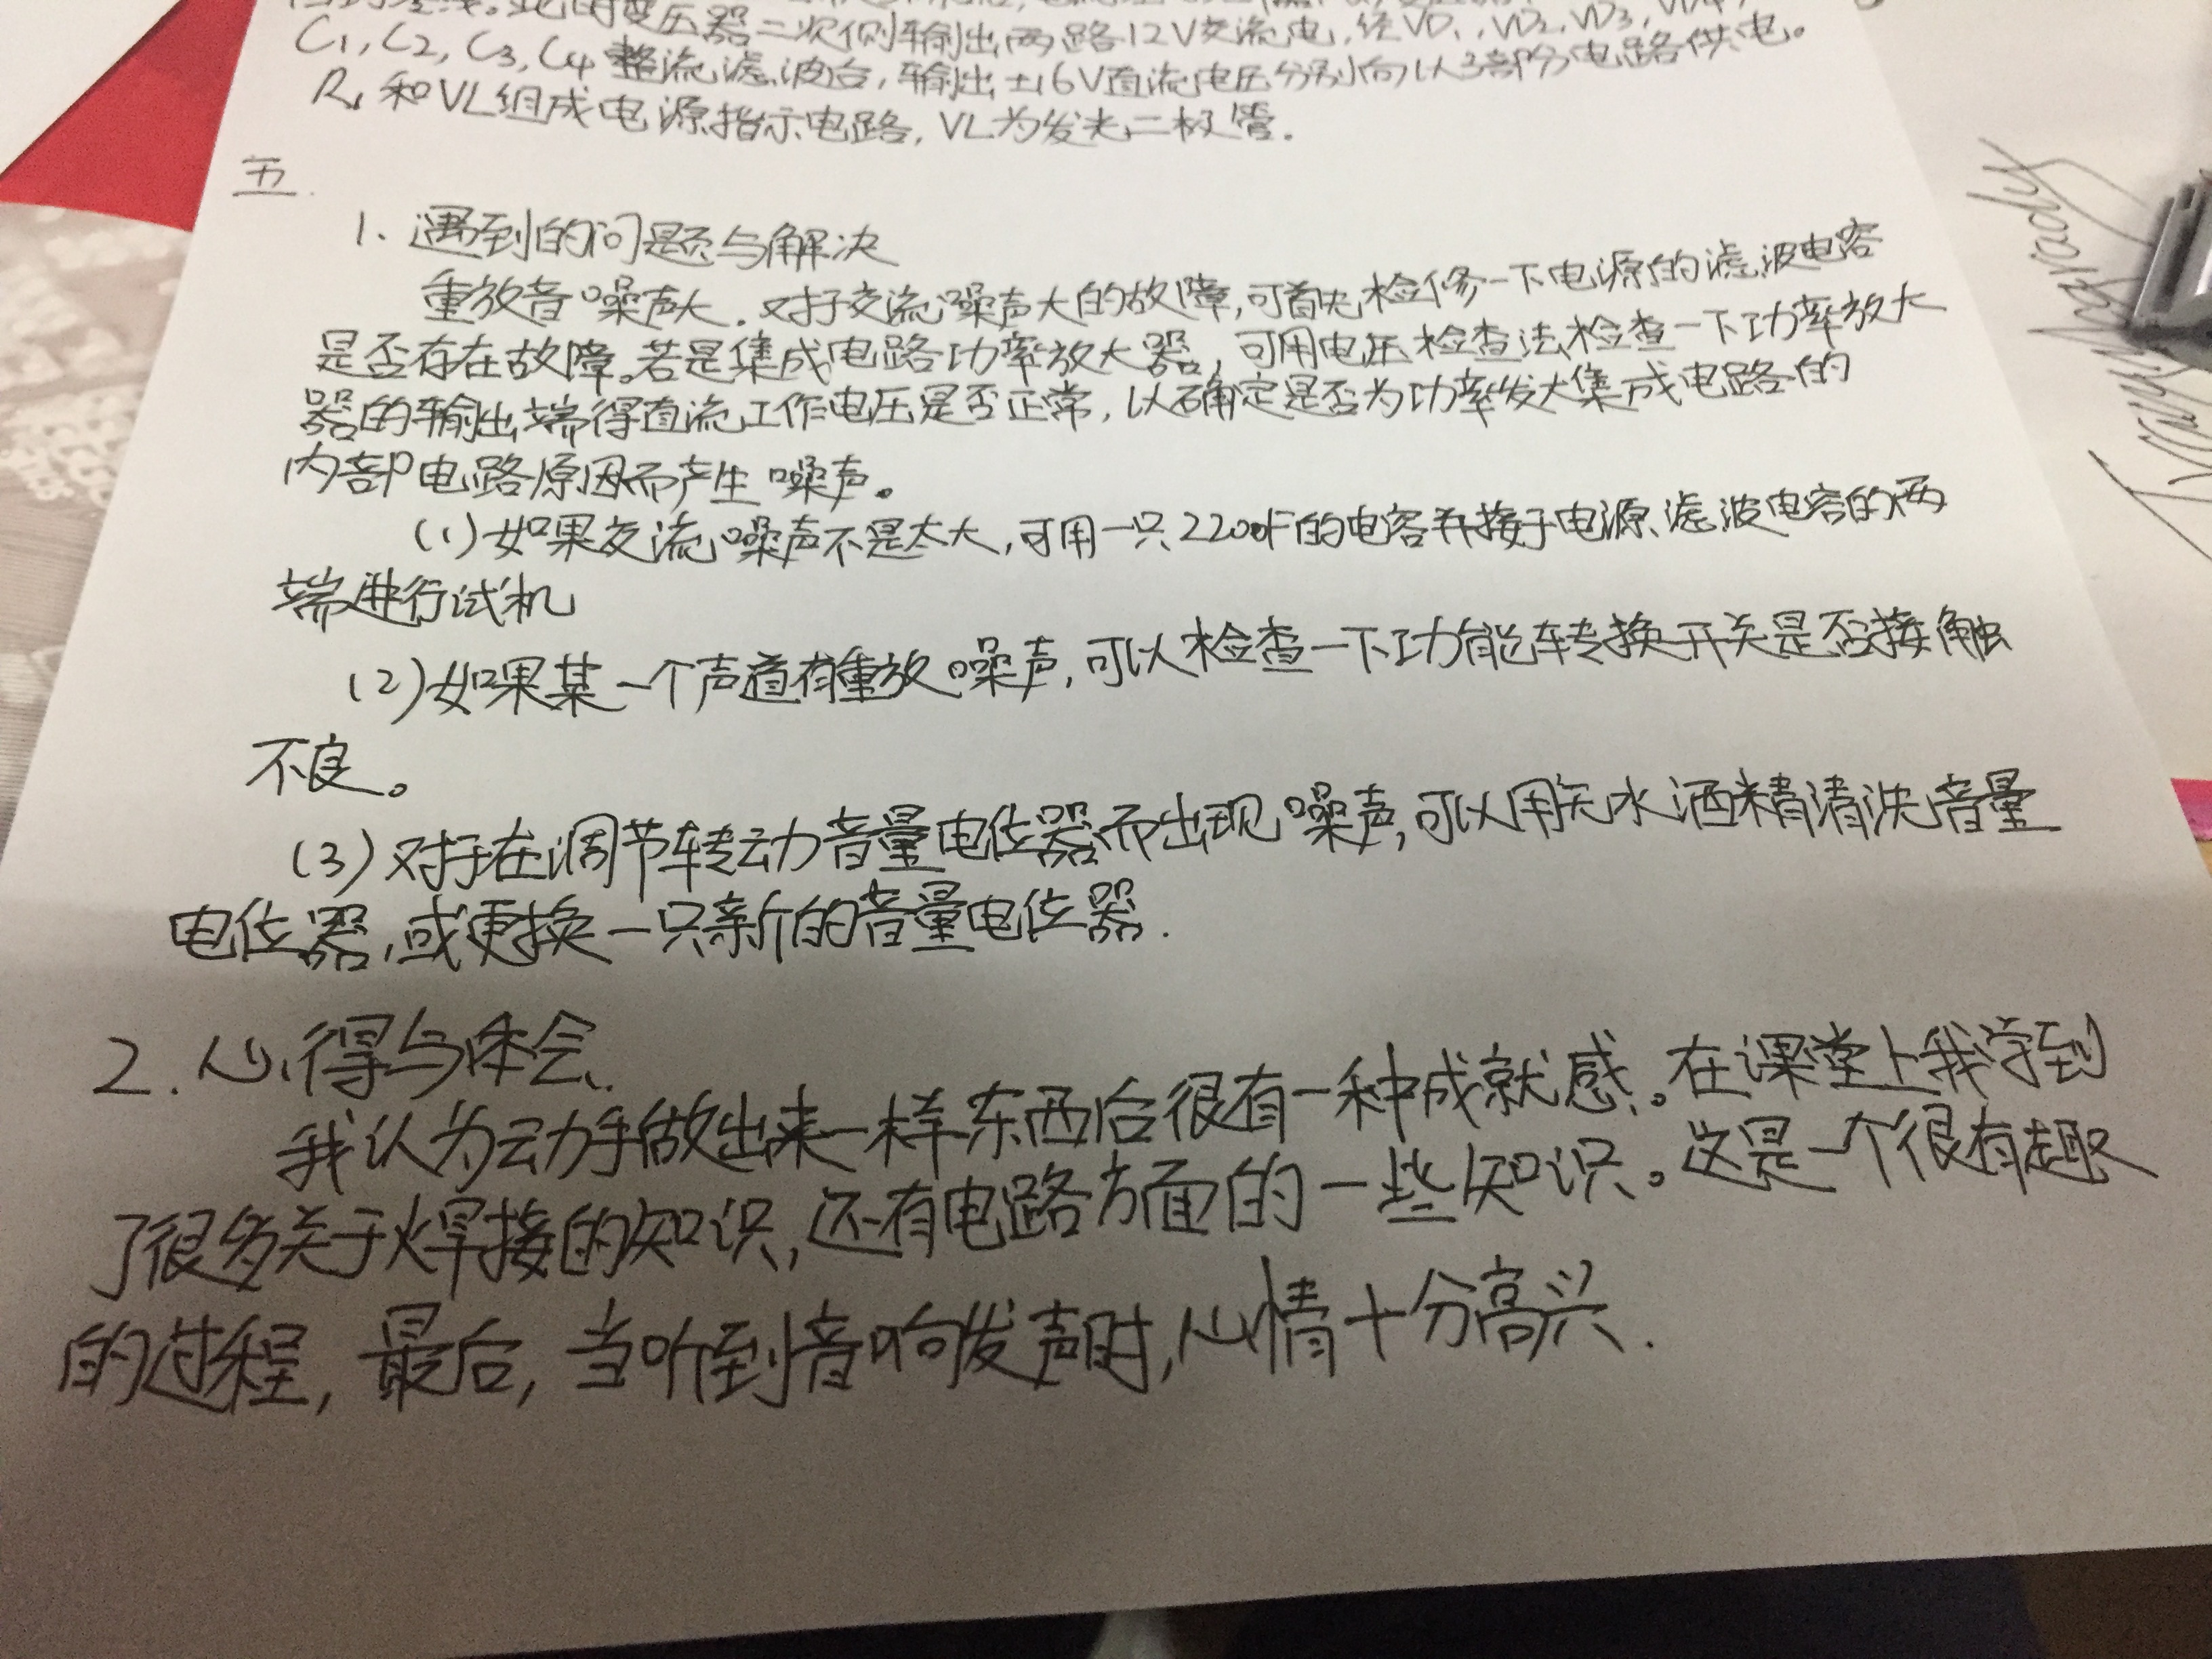 此时变压器二次侧输出两路12V交流电,经VD1,VD2,VD3,VD4,
C1,C2,C3,C4整流滤波后,输出±16V直流电压分别向以3部分电路供电。
R1和VL组成电源指示电路,VL为发光二极管.
五.
1、遇到的问题与解决
重放音噪声大.对于交流噪声大的故障,可首先检修一下电源的滤波电容
是否存在故障。若是集成电路功率放大器,可用电压检查法检查一下功率放大
器的输出端得直流工作电压是否正常,以确定是否为功率发大集成电路的
内部电路原因而产生噪声。
(1)如果交流噪声不是太大,可用一只2200F的电容并接于电源滤波电容的两
端进行试机
(2)如果某一个声道有重放噪声,可以检查一下功能转换开关是否接触
不良。
(3)对于在调节转动音量电位器而出现噪声,可以用无水酒精清洗音量
电位器,或更换一只新的音量电位器.
2.心得与体会.
我认为动手做出来一样东西后很有一种成就感。在课堂上我学到
了很多关于焊接的知识,还有电路方面的一些知识。这是一个很有趣
的过程,最后,当听到音响发声时,心情十分高兴.